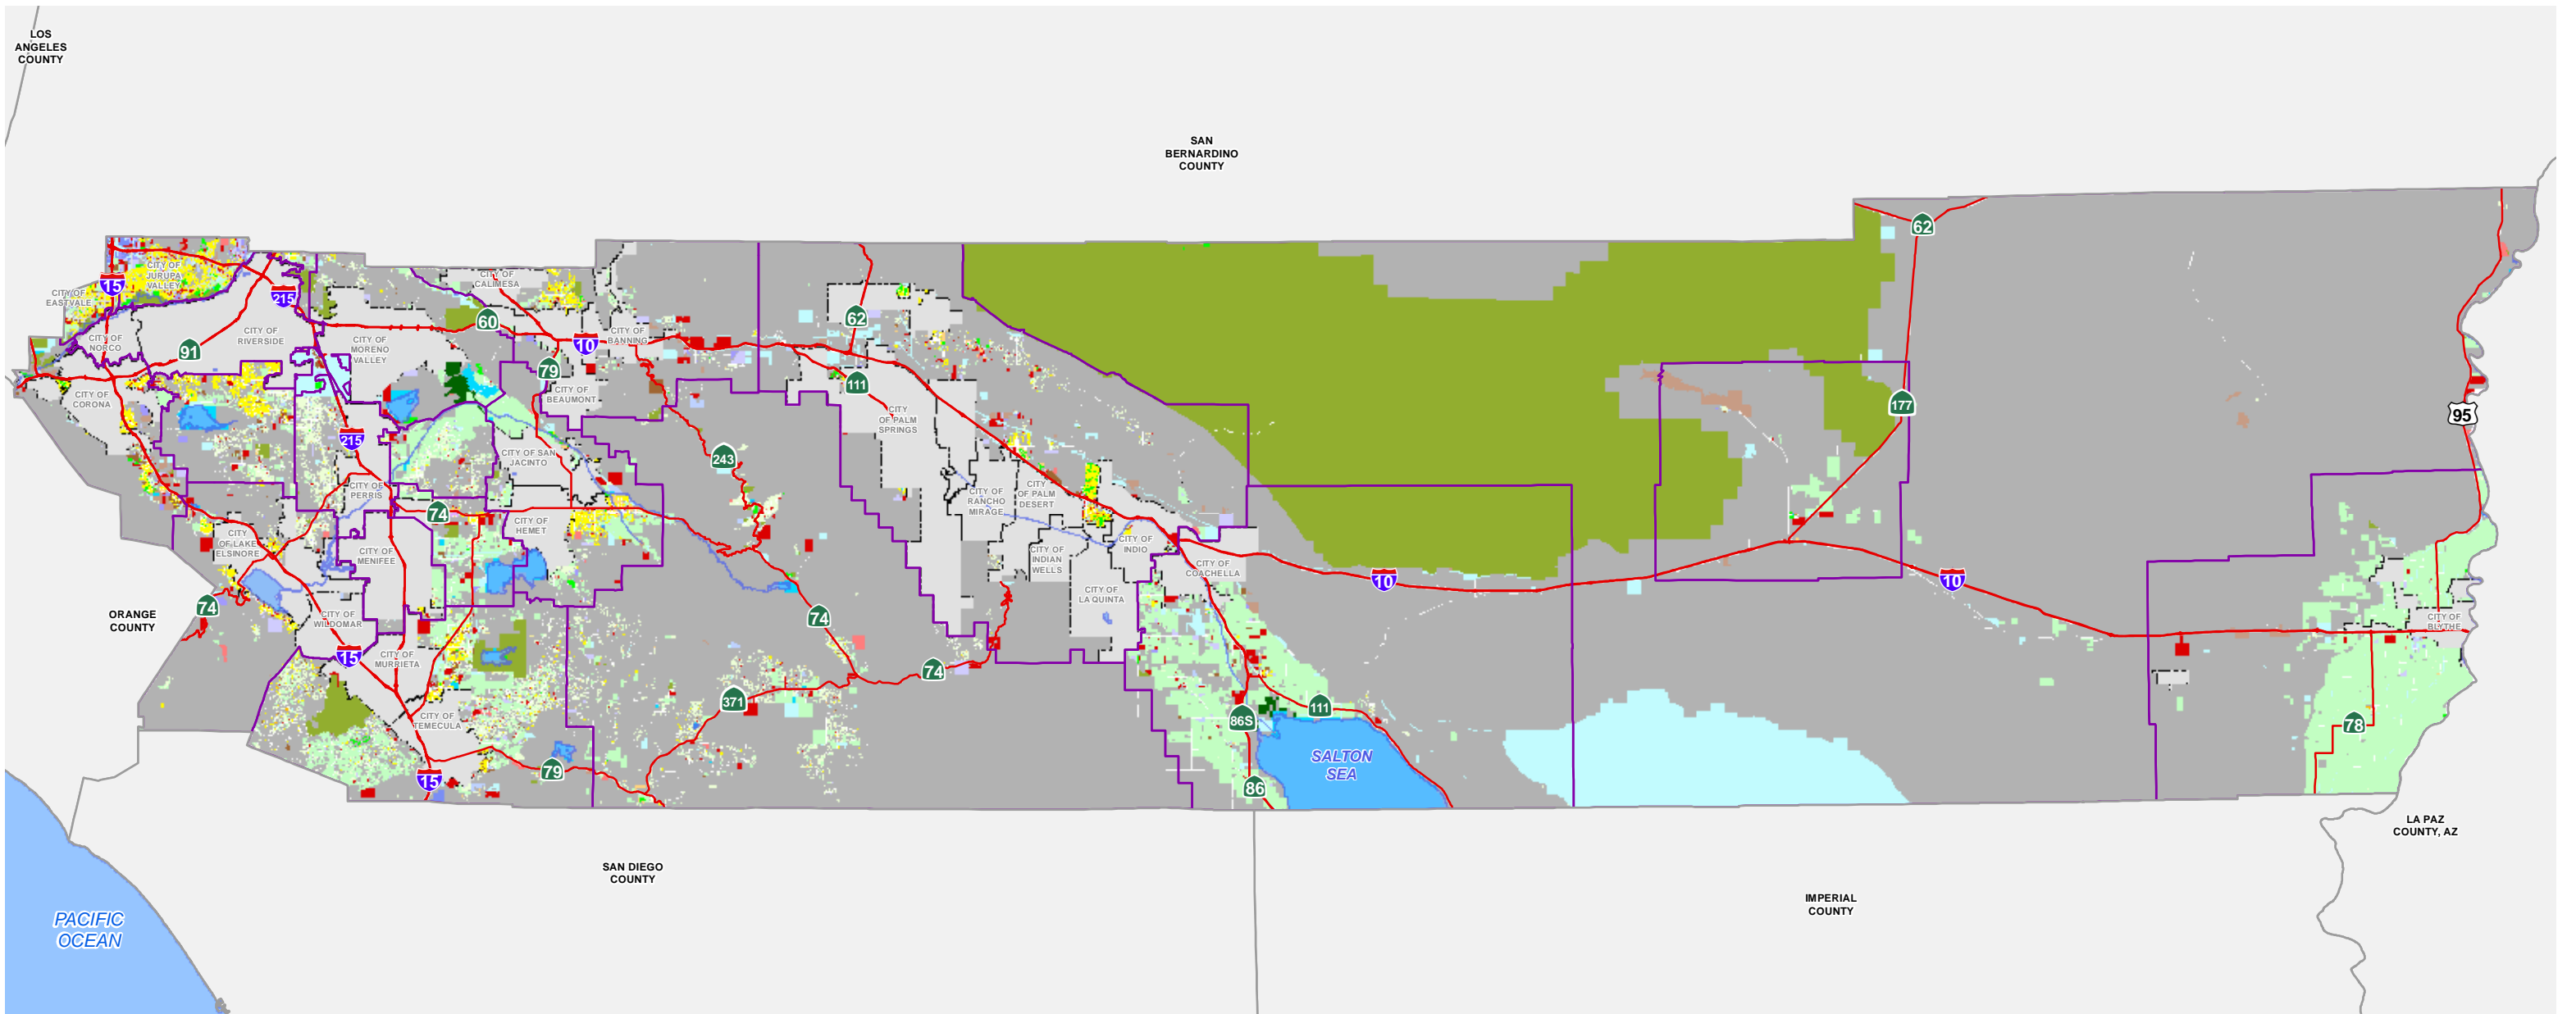 LOS
ANGELES
COUNTY
SAN
BERNARDINO
COUNTY
62
CITY OF
JURUPA
VALLEY
CITY OF
CALIMESA
15
215
CITY OF
EASTVALE
60
62
CITY OF
NORCO
CITY OF
RIVERSIDE
CITY OF
MORENO
VALLEY
CITY OF
BANNING
91
10
79
111
CITY OF
BEAUMONT
CITY OF
CORONA
177
95
CITY
OF PALM
SPRINGS
215
243
CITY OF SAN
JACINTO
CITY OF
PERRIS
CITY OF
RANCHO
MIRAGE
CITY
OF PALM
DESERT
74
CITY OF
HEMET
CITY
OF LAKE
ELSINORE
CITY OF
MENIFEE
CITY OF
INDIAN
WELLS
CITY OF
INDIO
CITY OF
COACHELLA
10
10
CITY OF
LA QUINTA
ORANGE
COUNTY
74
CITY OF
WILDOMAR
74
CITY OF
BLYTHE
15
CITY OF
MURRIETA
74
371
CITY OF
TEMECULA
86S
111
78
SALTON
SEA
15
79
86
LA PAZ
COUNTY, AZ
SAN DIEGO
COUNTY
IMPERIAL
COUNTY
PACIFIC
OCEAN